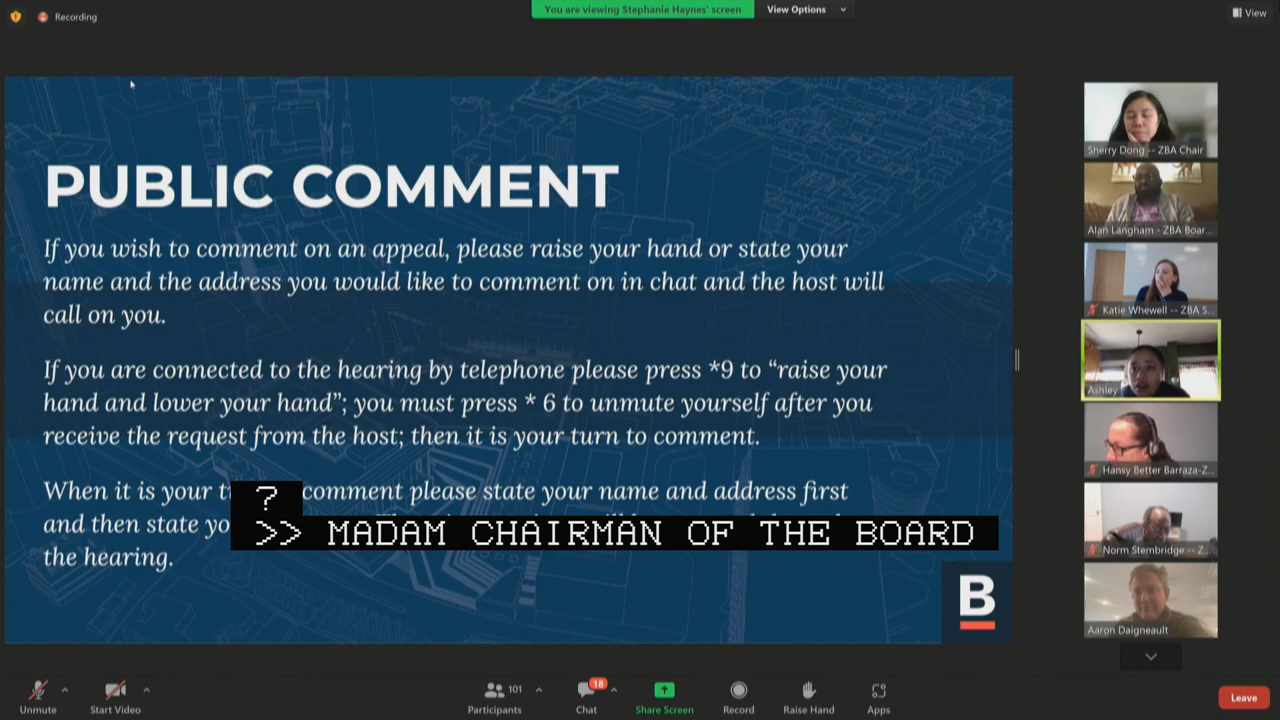 Recording
You are viewing Stephanie Haynes' screen
View Options
View
PUBLIC COMMENT
If you wish to comment on an appeal, please raise your hand or state your
name and the address you would like to comment on in chat and the host will
call on you.
If you are connected to the hearing by telephone please press *9 to “raise your
hand and lower your hand”; you must press * 6 to unmute yourself after you
receive the request from the host; then it is your turn to comment.
When it is your t comment please state your name and address first
and then state yo
the hearing.
?
>> MADAM CHAIRMAN OF THE BOARD
B
Sherry Dong -- ZBA Chair
Alan Langham - ZBA Boar...
Katie Whewell -- ZBA S...
Ashley
Hansy Better Barraza-Z...
Norm Stembridge -- Z...
Aaron Daigneault
Unmute
Start Video
101
Participants
18
Chat
Share Screen
Record
Raise Hand
Apps
Leave